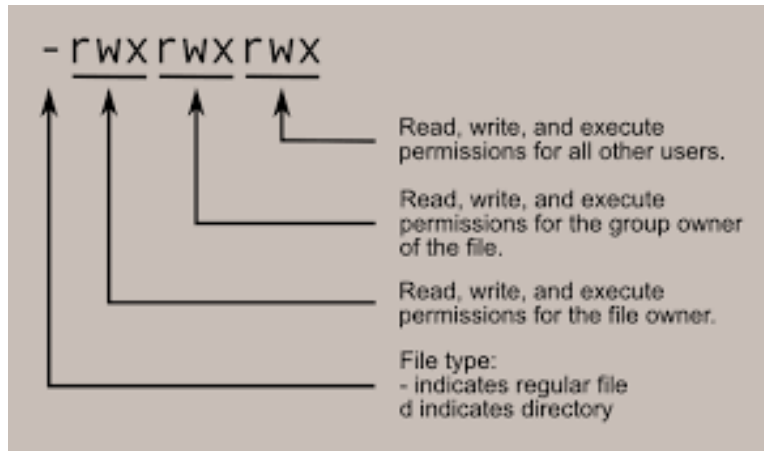 -rwxrwxrwx
Read, write, and execute
permissions for all other users.
Read, write, and execute
permissions for the group owner
of the file.
Read, write, and execute
permissions for the file owner.
File type:
- indicates regular file
d indicates directory